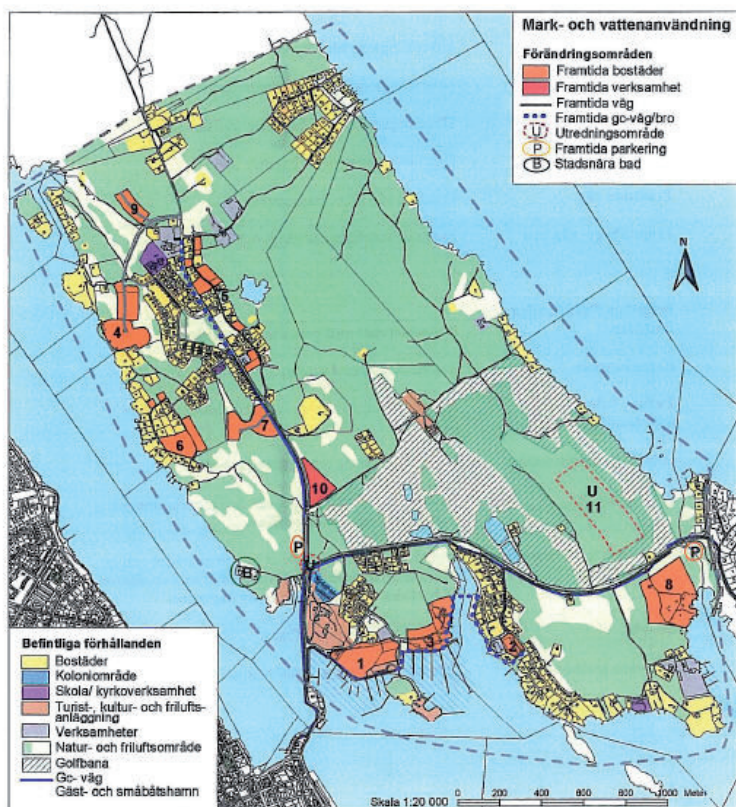 Mark- och vattenanvändning
Förändringsområden
Framtida bostäder
Framtida verksamhet
Framtida väg
Framtida gc-väg/bro
U Utredningsområde
P Framtida parkering
B Stadsnära bad
N
9
5
4
6
7
10
U
11
P
P
B
8
3
2
1
Befintliga förhållanden
Bostäder
Koloniområde
Skola/ kyrkoverksamhet
Turist-, kultur- och frilufts-
anläggning
Verksamheter
Natur- och friluftsområde
Golfbana
Gc- väg
Gäst- och småbåtshamn
0 200 400 600 800 1000 Meter
Skala 1:20 000